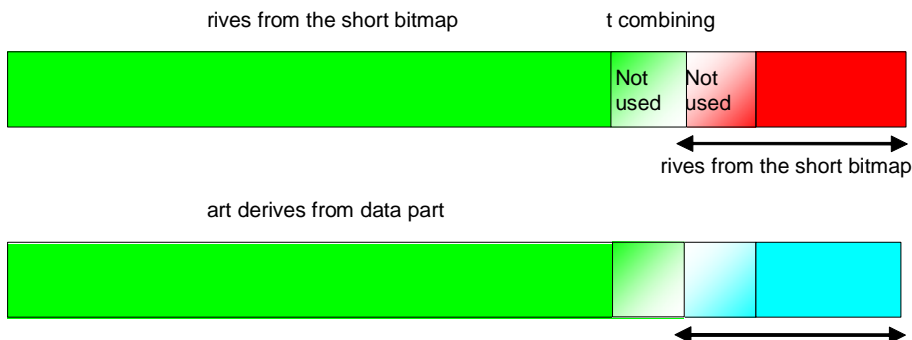 rives from the short bitmap
t combining
Not used
Not used
rives from the short bitmap
art derives from data part